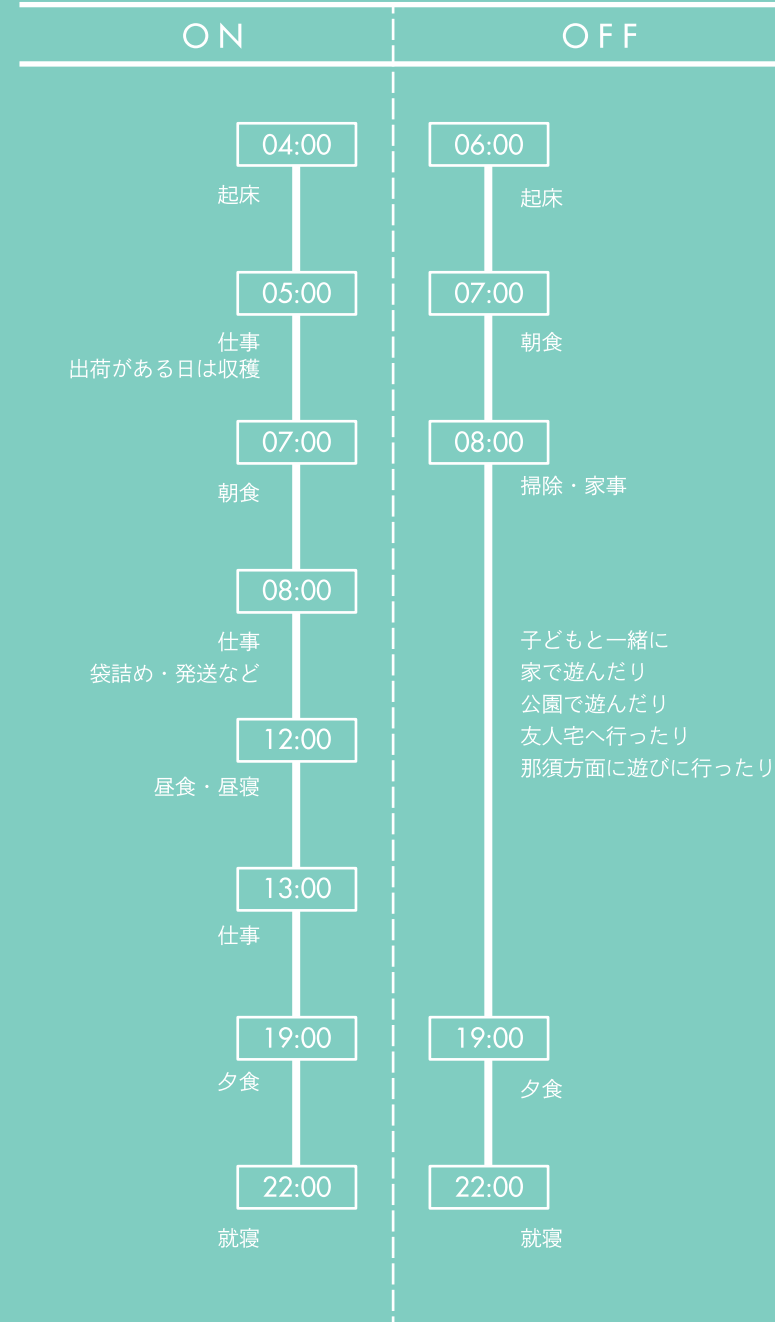 ON
OFF
04:00
起床
05:00
仕事
出荷がある日は収穫
07:00
朝食
08:00
仕事
袋詰め・発送など
12:00
昼食・昼寝
13:00
仕事
19:00
夕食
22:00
就寝
06:00
起床
07:00
朝食
08:00
掃除・家事
子どもと一緒に
家で遊んだり
公園で遊んだり
友人宅へ行ったり
那須方面に遊びに行ったり
19:00
夕食
22:00
就寝